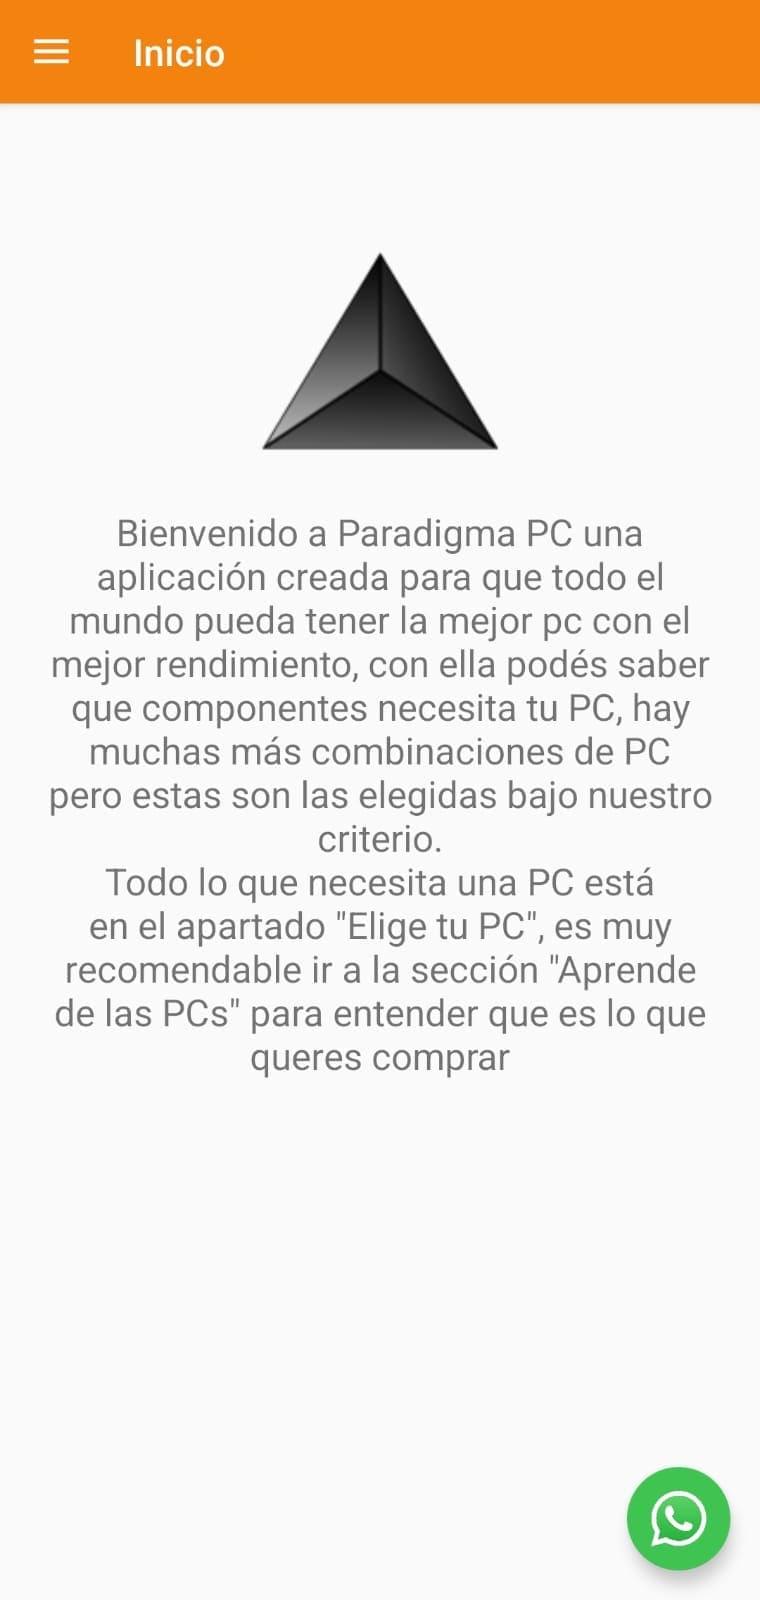 Inicio
Bienvenido a Paradigma PC una
aplicación creada para que todo el
mundo pueda tener la mejor pc con el
mejor rendimiento, con ella podés saber
que componentes necesita tu PC, hay
muchas más combinaciones de PC
pero estas son las elegidas bajo nuestro
criterio.
Todo lo que necesita una PC está
en el apartado "Elige tu PC", es muy
recomendable ir a la sección "Aprende
de las PCs" para entender que es lo que
queres comprar